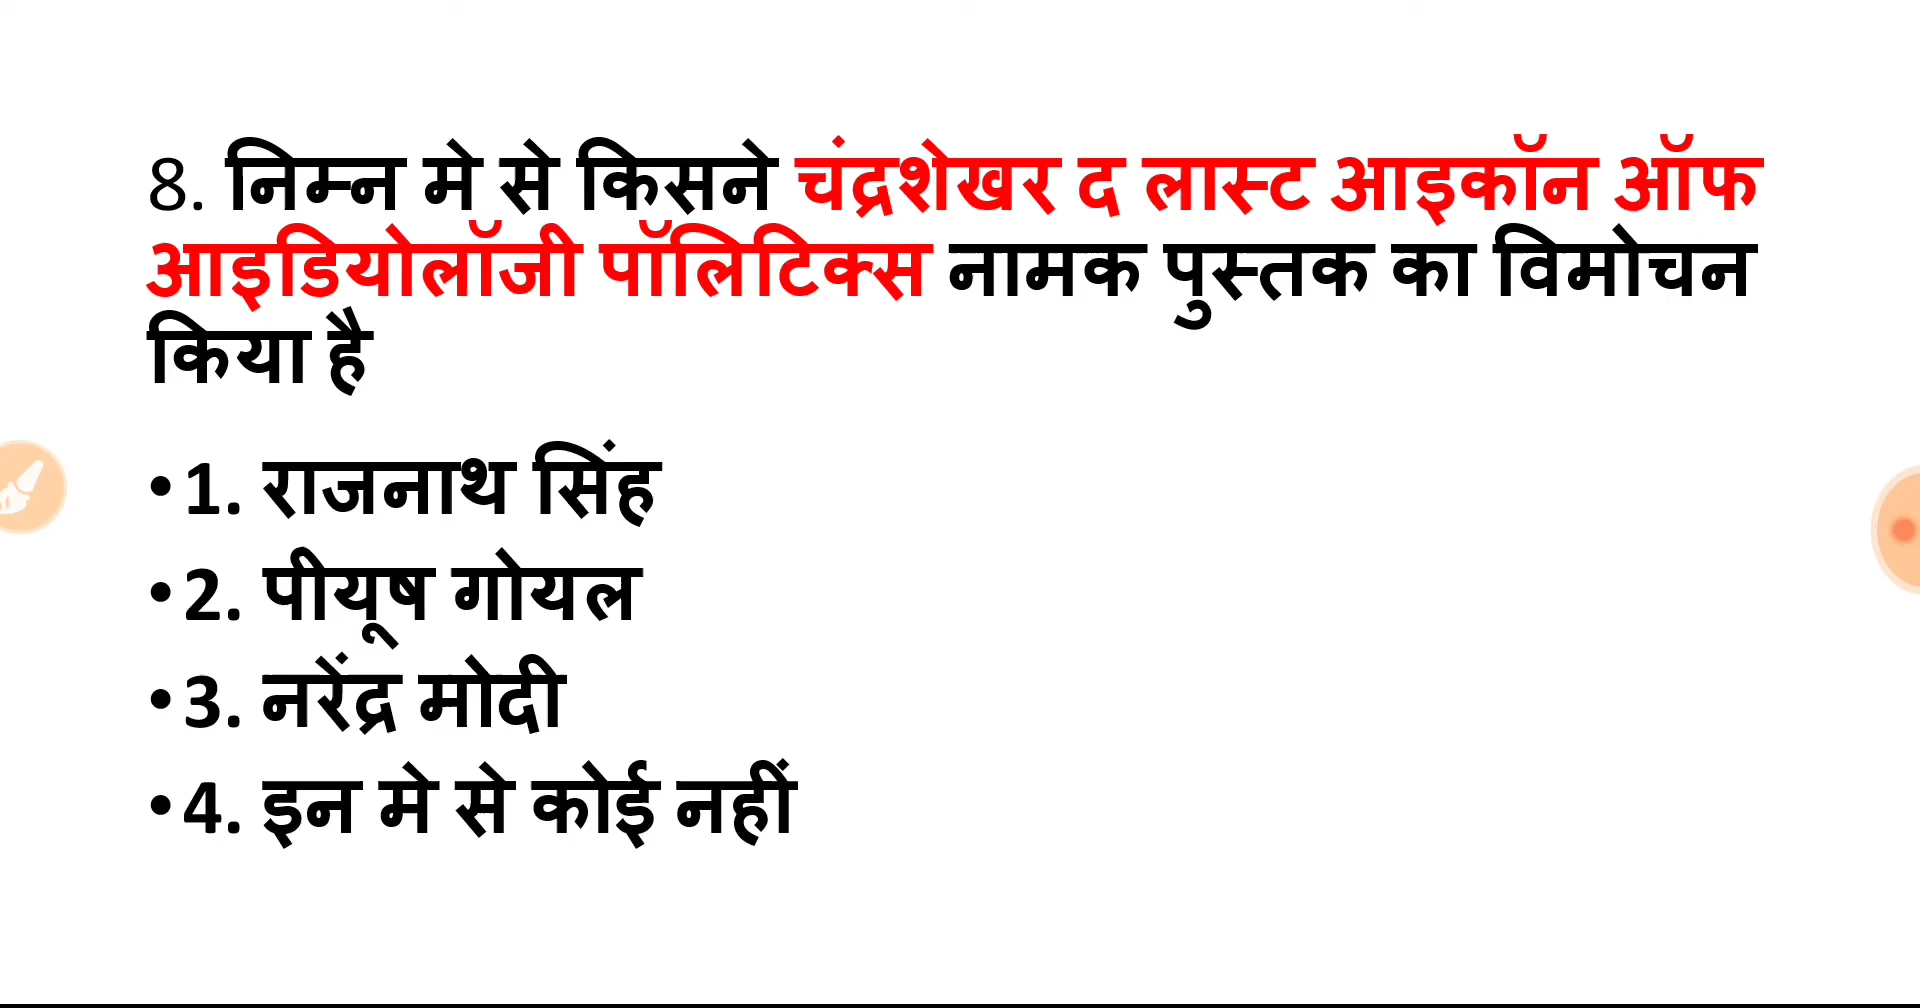 8. निम्न मे से किसने चंद्रशेखर द लास्ट आइकॉन ऑफ
आइडियोलॉजी पॉलिटिक्स नामक पुस्तक का विमोचन
किया है
•1. राजनाथ सिंह
•2. पीयूष गोयल
•3. नरेंद्र मोदी
•4. इन मे से कोई नहीं